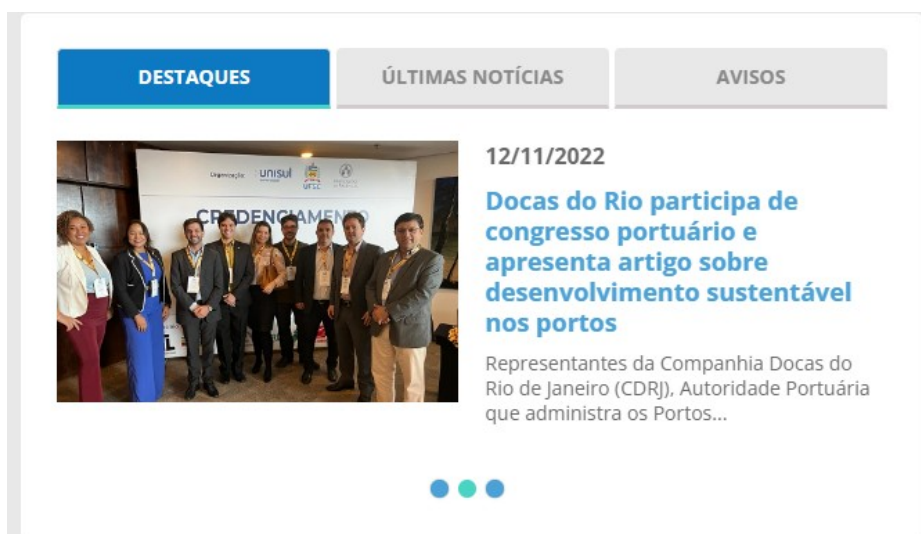 DESTAQUES
ÚLTIMAS NOTÍCIAS
AVISOS
Organização
unisul
UFSC
CREDENCIAMENTO
12/11/2022
Docas do Rio participa de
congresso portuário e
apresenta artigo sobre
desenvolvimento sustentável
nos portos
Representantes da Companhia Docas do
Rio de Janeiro (CDRJ), Autoridade Portuária
que administra os Portos...